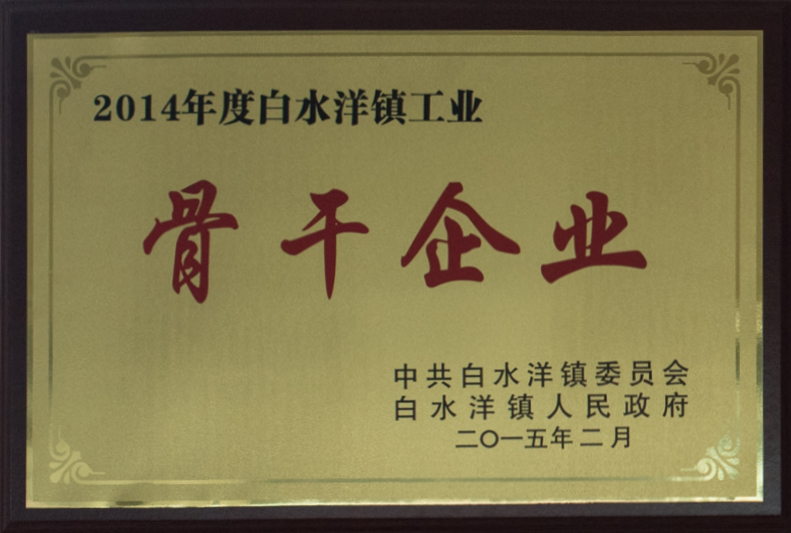 2014年度白水洋镇工业
骨干企业
中共白水洋镇委员会
白水洋镇人民政府
二〇一五年二月